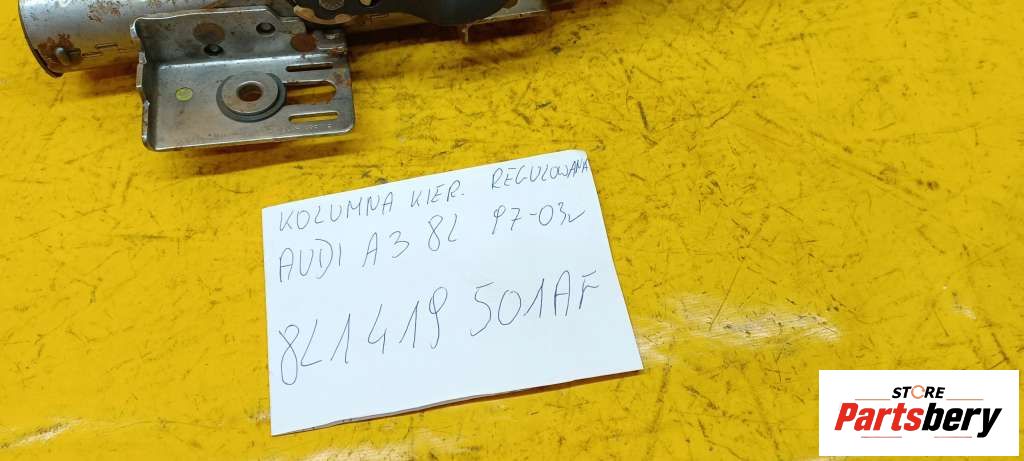 KOLUMNA KIER. REGULOWANA
AUDI A3 8L 97-03r
8L1419 501AF
STORE
Partsbery